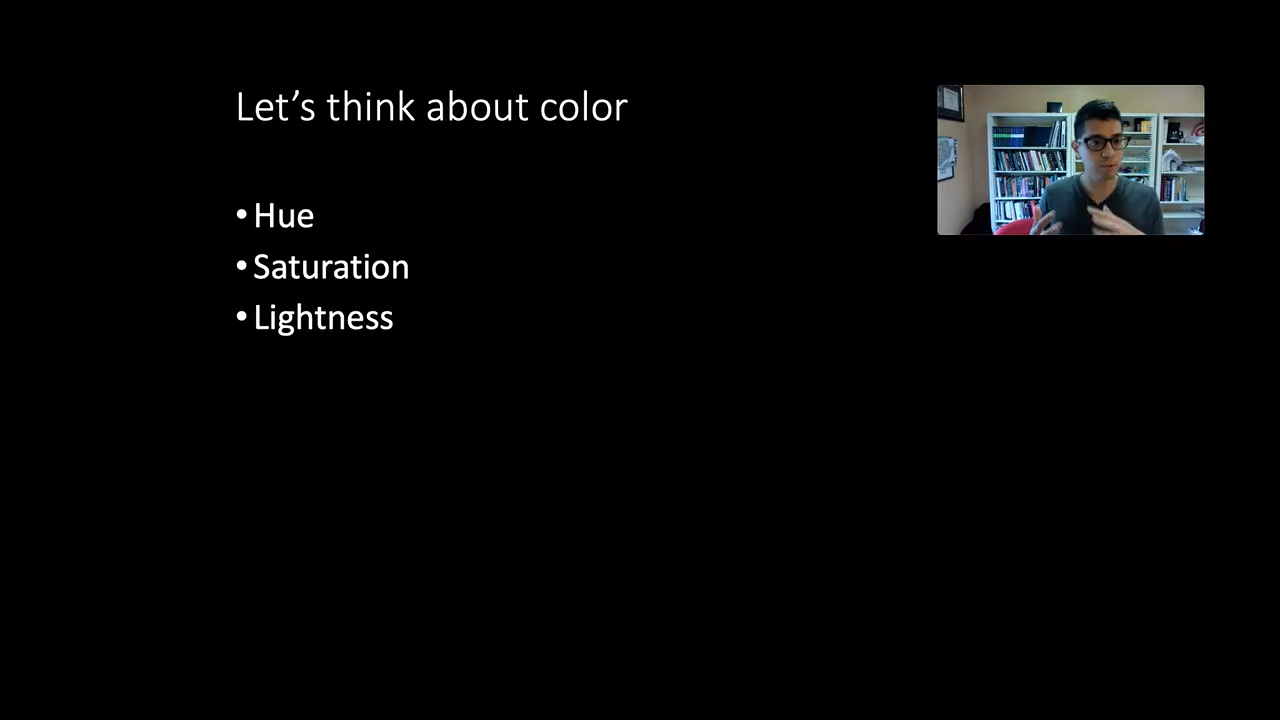 Let's think about color
• Hue
• Saturation
• Lightness